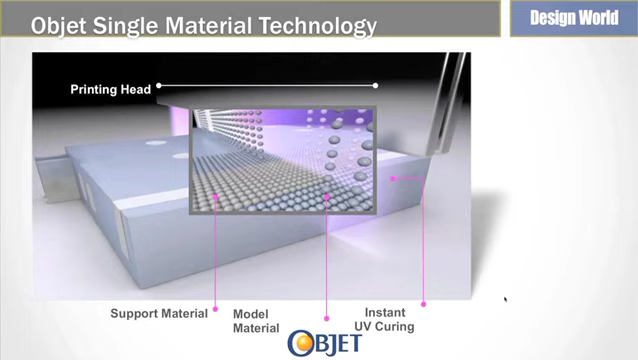 Objet Single Material Technology
Design World
Printing Head
Support Material
Model
Material
Instant
UV Curing
OBJET